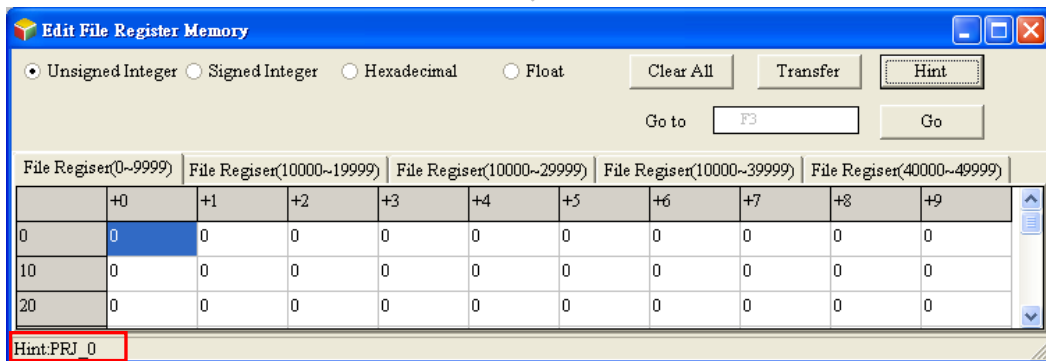 Edit File Register Memory
Unsigned Integer Signed Integer Hexadecimal Float Clear All Transfer Hint
Go to F3 Go
File Regiser(0~9999) File Regiser(10000~19999) File Regiser(10000~29999) File Regiser(10000~39999) File Regiser(40000~49999)
+0 +1 +2 +3 +4 +5 +6 +7 +8 +9
0 0 0 0 0 0 0 0 0 0 0
10 0 0 0 0 0 0 0 0 0 0
20 0 0 0 0 0 0 0 0 0 0
Hint:PRJ_0